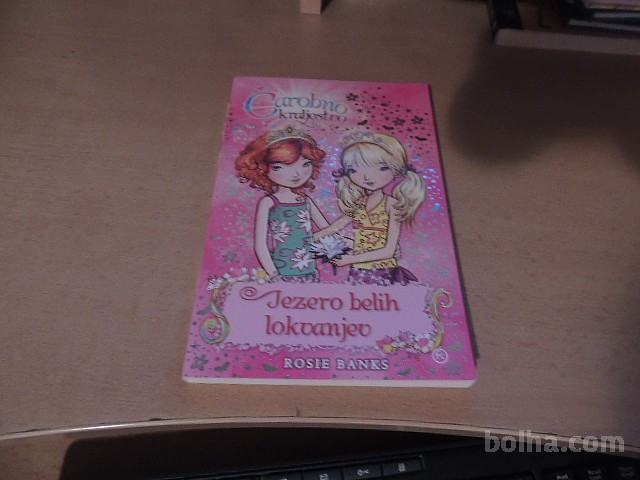 Čarobno
kraljestvo
Jezero belih
lokvanjev
ROSIE BANKS
bolha.com